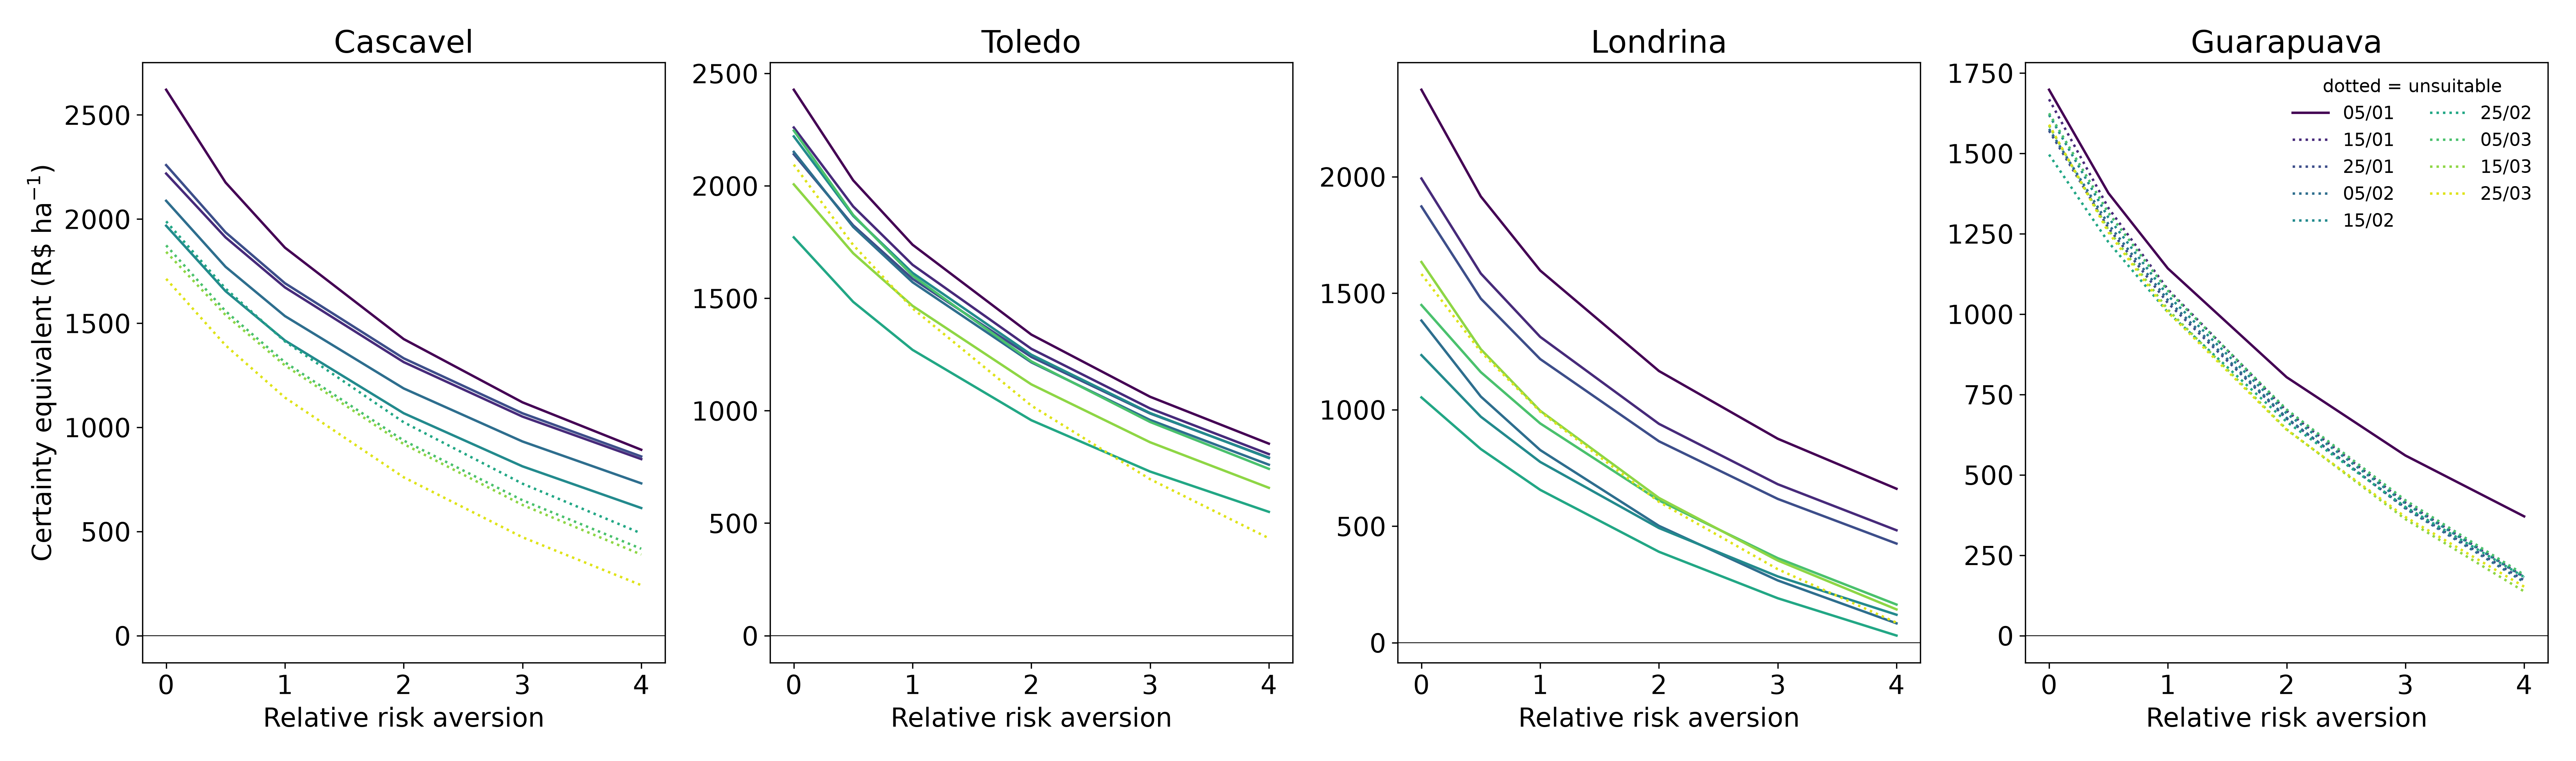 Cascavel
Toledo
Londrina
Guarapuava
Certainty equivalent (R$ ha⁻¹)
2500
2000
1500
1000
500
0
0 1 2 3 4
Relative risk aversion
2500
2000
1500
1000
500
0
0 1 2 3 4
Relative risk aversion
2000
1500
1000
500
0
0 1 2 3 4
Relative risk aversion
1750
1500
1250
1000
750
500
250
0
0 1 2 3 4
Relative risk aversion
dotted = unsuitable
05/01 25/02
15/01 05/03
25/01 15/03
05/02 25/03
15/02